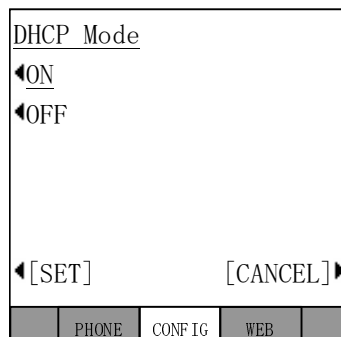 DHCP Mode
ON
OFF
[SET] [CANCEL]
PHONE CONFIG WEB